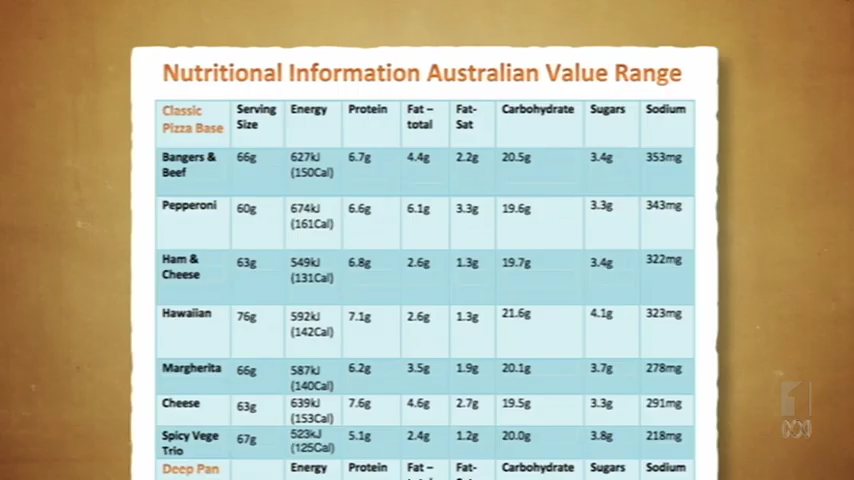 Nutritional Information Australian Value Range
Classic Pizza Base Serving Size Energy Protein Fat – total Fat- Sat Carbohydrate Sugars Sodium
Bangers & Beef 66g 627kJ (150Cal) 6.7g 4.4g 2.2g 20.5g 3.4g 353mg
Pepperoni 60g 674kJ (161Cal) 6.6g 6.1g 3.3g 19.6g 3.3g 343mg
Ham & Cheese 63g 549kJ (131Cal) 6.8g 2.6g 1.3g 19.7g 3.4g 322mg
Hawaiian 76g 592kJ (142Cal) 7.1g 2.6g 1.3g 21.6g 4.1g 323mg
Margherita 66g 587kJ (140Cal) 6.2g 3.5g 1.9g 20.1g 3.7g 278mg
Cheese 63g 639kJ (153Cal) 7.6g 4.6g 2.7g 19.5g 3.3g 291mg
Spicy Vege Trio 67g 523kJ (125Cal) 5.1g 2.4g 1.2g 20.0g 3.8g 218mg
Deep Pan Energy Protein Fat – Fat- Carbohydrate Sugars Sodium
1